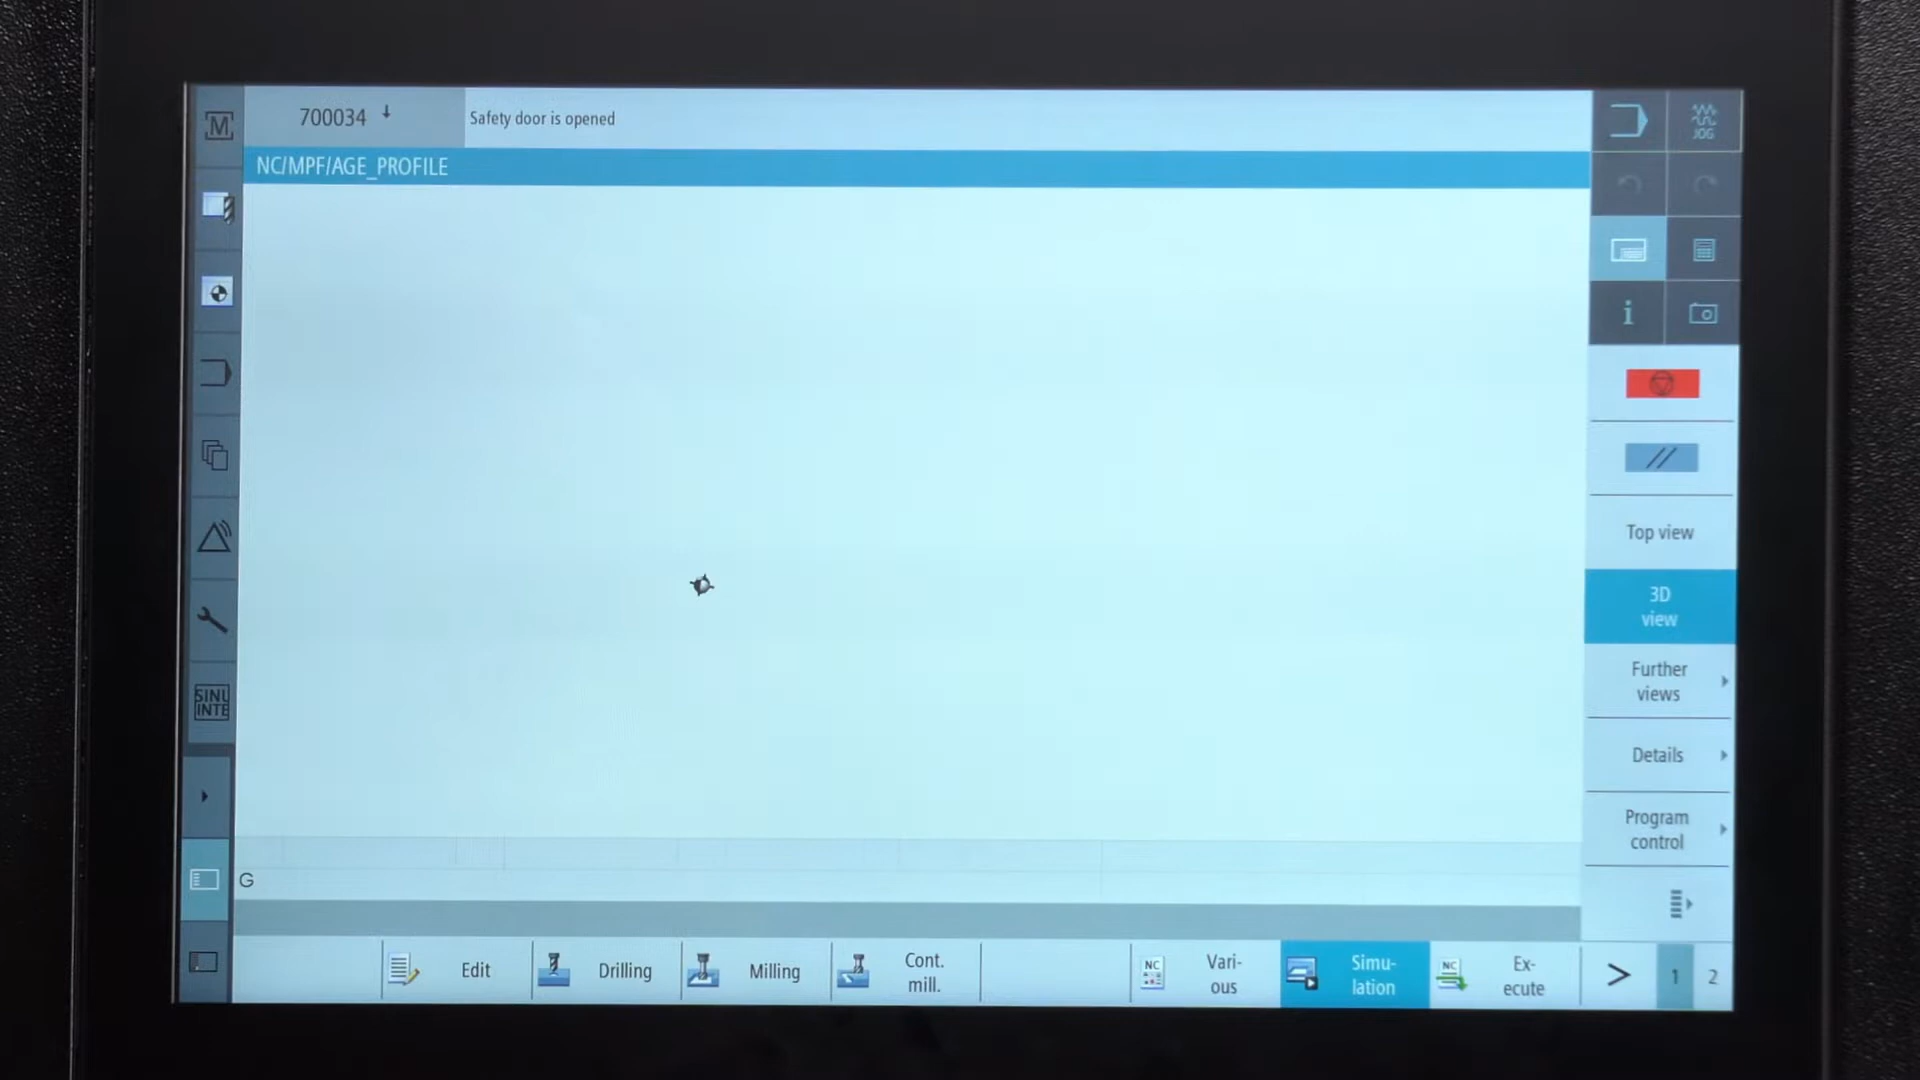 M
700034
Safety door is opened
JOG
NC/MPF/AGE_PROFILE
i
Top view
3D
view
Further
views
Details
Program
control
SINU
INTE
G
Edit
Drilling
Milling
Cont.
mill.
NC
Vari-
ous
Simu-
lation
NC
Ex-
ecute
>
1
2